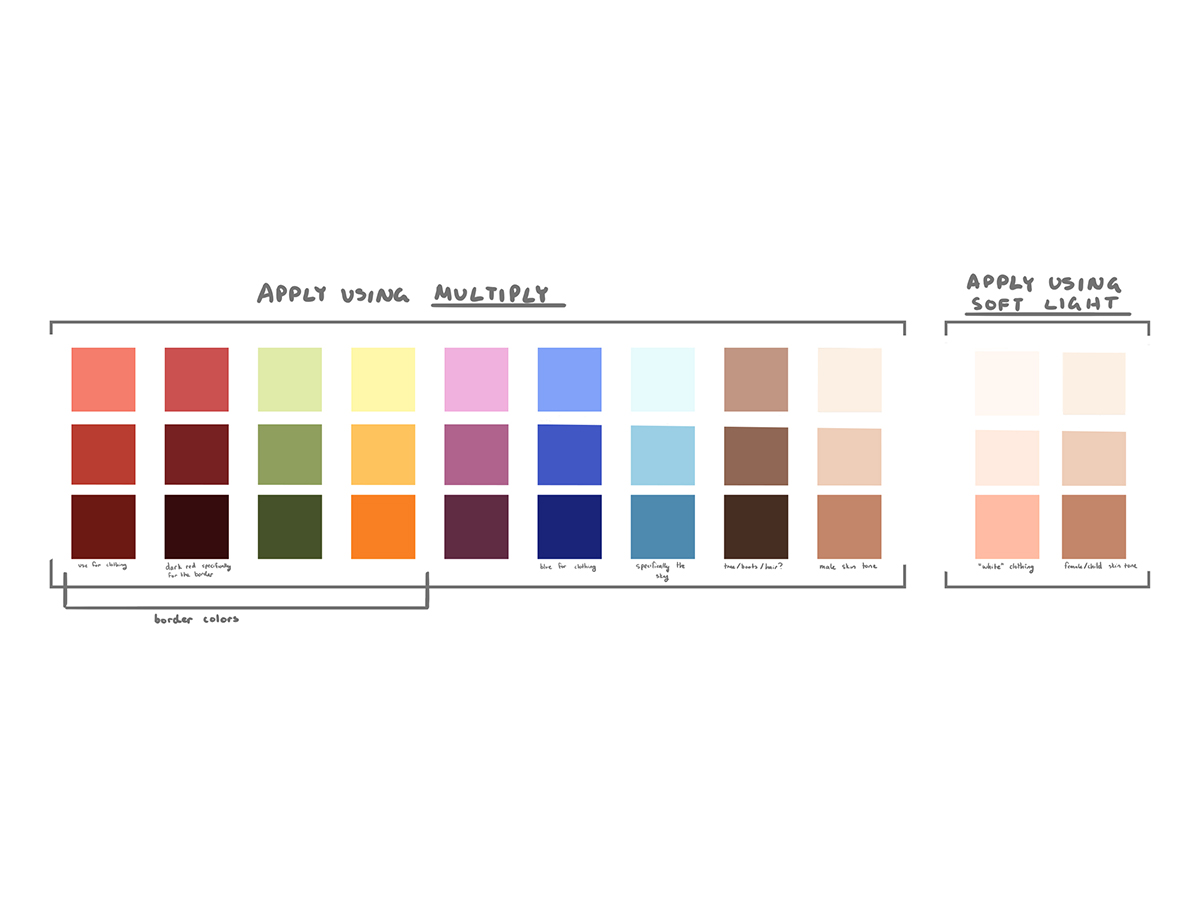 APPLY USING MULTIPLY
APPLY USING
SOFT LIGHT
use for clothing
dark red specifically
for the border
blue for clothing
specifically the
sky
tree/boots/hair?
male skin tone
"white" clothing
female/child skin tone
border colors